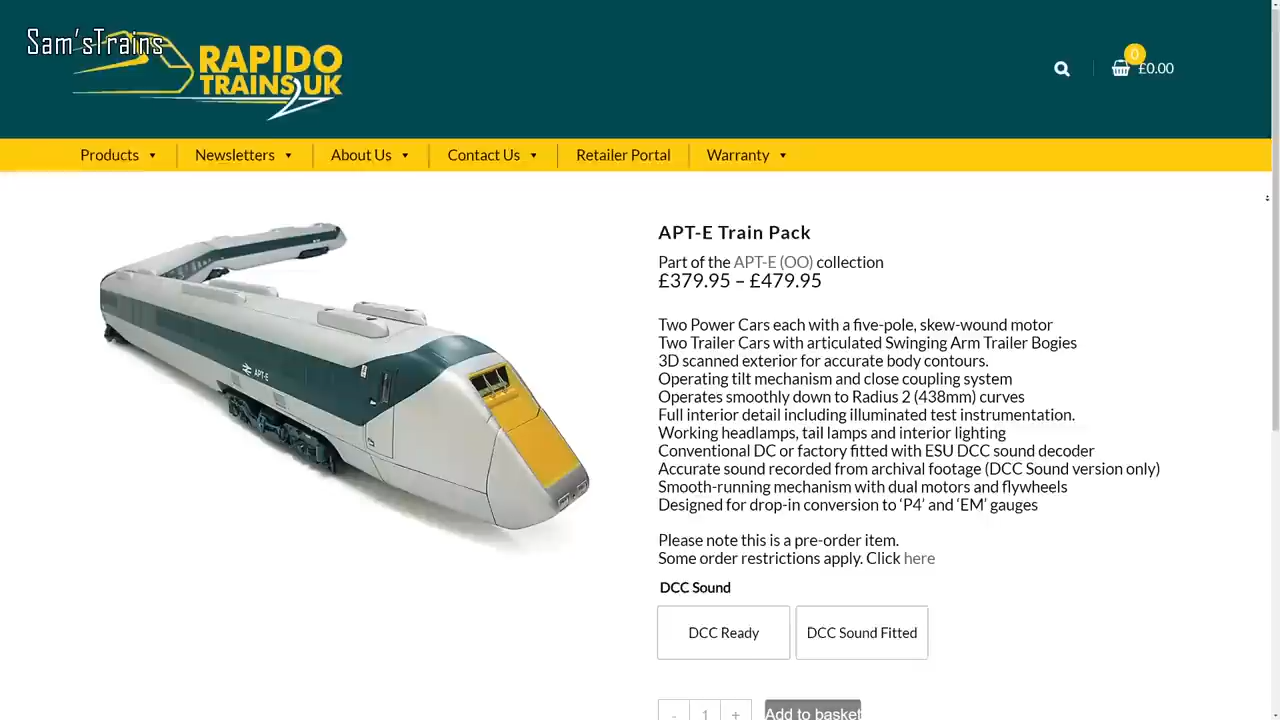 Sam'sTrains
RAPIDO
TRAINS UK
0
£0.00
Products
Newsletters
About Us
Contact Us
Retailer Portal
Warranty
APT-E
APT-E Train Pack
Part of the APT-E (OO) collection
£379.95 – £479.95
Two Power Cars each with a five-pole, skew-wound motor
Two Trailer Cars with articulated Swinging Arm Trailer Bogies
3D scanned exterior for accurate body contours.
Operating tilt mechanism and close coupling system
Operates smoothly down to Radius 2 (438mm) curves
Full interior detail including illuminated test instrumentation.
Working headlamps, tail lamps and interior lighting
Conventional DC or factory fitted with ESU DCC sound decoder
Accurate sound recorded from archival footage (DCC Sound version only)
Smooth-running mechanism with dual motors and flywheels
Designed for drop-in conversion to ‘P4’ and ‘EM’ gauges
Please note this is a pre-order item.
Some order restrictions apply. Click here
DCC Sound
DCC Ready
DCC Sound Fitted
- 1 +
Add to basket